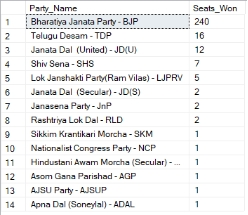 Party_Name Seats_Won
1 Bharatiya Janata Party - BJP 240
2 Telugu Desam - TDP 16
3 Janata Dal (United) - JD(U) 12
4 Shiv Sena - SHS 7
5 Lok Janshakti Party(Ram Vilas) - LJPRV 5
6 Janata Dal (Secular) - JD(S) 2
7 Janasena Party - JnP 2
8 Rashtriya Lok Dal - RLD 2
9 Sikkim Krantikari Morcha - SKM 1
10 Nationalist Congress Party - NCP 1
11 Hindustani Awam Morcha (Secular) - ... 1
12 Asom Gana Parishad - AGP 1
13 AJSU Party - AJSUP 1
14 Apna Dal (Soneylal) - ADAL 1